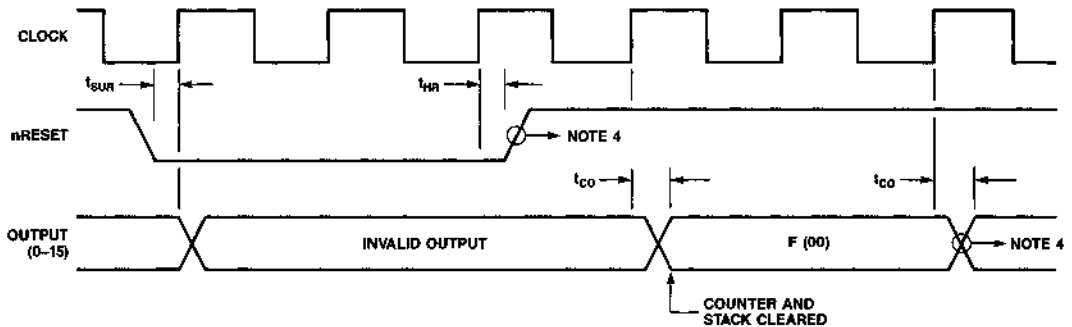 CLOCK
tSUR
tHR
nRESET
NOTE 4
tCO
tCO
OUTPUT
(0–15)
INVALID OUTPUT
F (00)
NOTE 4
COUNTER AND
STACK CLEARED